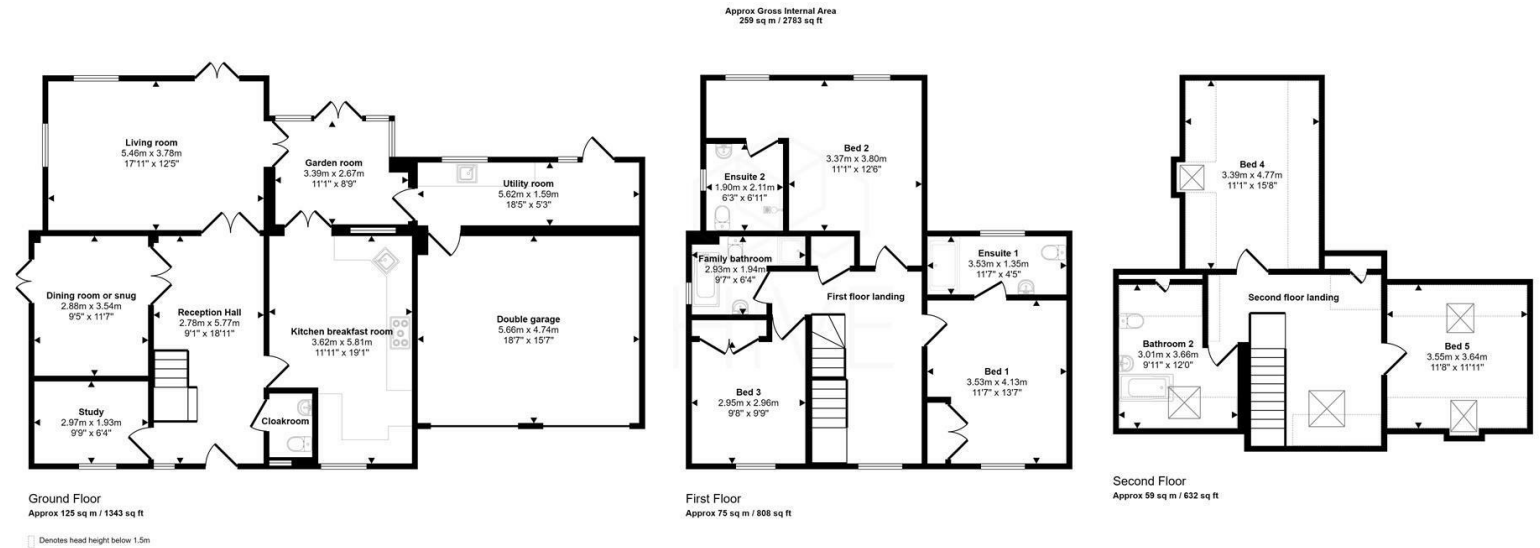 Approx Gross Internal Area
259 sq m / 2783 sq ft
Living room
5.46m x 3.78m
17'11" x 12'5"
Garden room
3.39m x 2.67m
11'1" x 8'9"
Utility room
5.62m x 1.59m
18'5" x 5'3"
Dining room or snug
2.88m x 3.54m
9'5" x 11'7"
Reception Hall
2.78m x 5.77m
9'1" x 18'11"
Kitchen breakfast room
3.62m x 5.81m
11'11" x 19'1"
Double garage
5.66m x 4.74m
18'7" x 15'7"
Study
2.97m x 1.93m
9'9" x 6'4"
Cloakroom
Ground Floor
Approx 125 sq m / 1343 sq ft
Denotes head height below 1.5m
Bed 2
3.37m x 3.80m
11'1" x 12'6"
Ensuite 2
1.90m x 2.11m
6'3" x 6'11"
Family bathroom
2.93m x 1.94m
9'7" x 6'4"
Ensuite 1
3.53m x 1.35m
11'7" x 4'5"
First floor landing
Bed 3
2.95m x 2.96m
9'8" x 9'9"
Bed 1
3.53m x 4.13m
11'7" x 13'7"
First Floor
Approx 75 sq m / 808 sq ft
Bed 4
3.39m x 4.77m
11'1" x 15'8"
Second floor landing
Bathroom 2
3.01m x 3.66m
9'11" x 12'0"
Bed 5
3.55m x 3.64m
11'8" x 11'11"
Second Floor
Approx 59 sq m / 632 sq ft